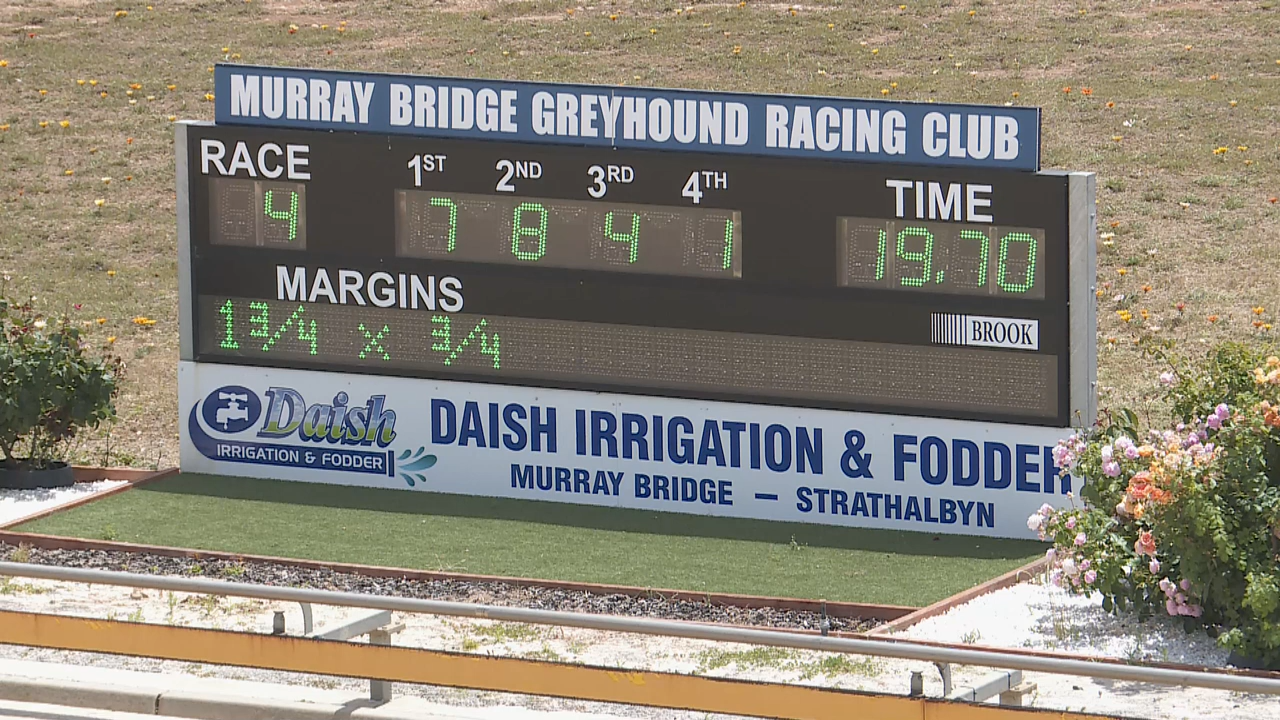 MURRAY BRIDGE GREYHOUND RACING CLUB
RACE 1ST 2ND 3RD 4TH TIME
4 7 8 4 1 19.70
MARGINS
1 3/4 x 3/4
BROOK
Daish
IRRIGATION & FODDER
DAISH IRRIGATION & FODDER
MURRAY BRIDGE – STRATHALBYN